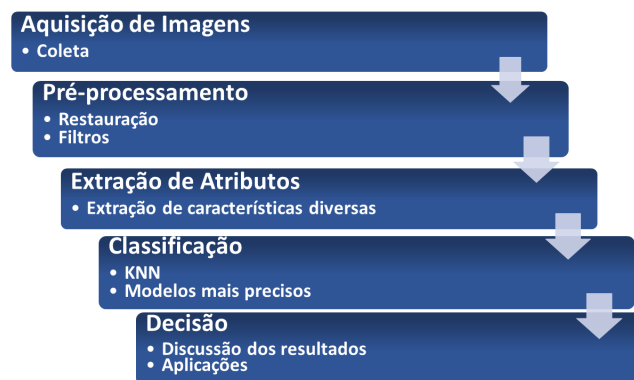 Aquisição de Imagens
• Coleta
Pré-processamento
• Restauração
• Filtros
Extração de Atributos
• Extração de características diversas
Classificação
• KNN
• Modelos mais precisos
Decisão
• Discussão dos resultados
• Aplicações